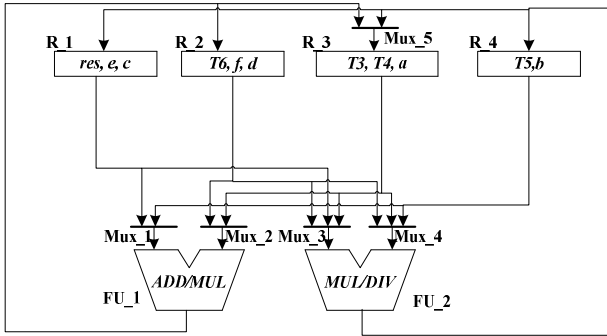 Mux_5
R_1 R_2 R_3 R_4
res, e, c T6, f, d T3, T4, a T5,b
Mux_1 Mux_2 Mux_3 Mux_4
ADD/MUL MUL/DIV
FU_1 FU_2